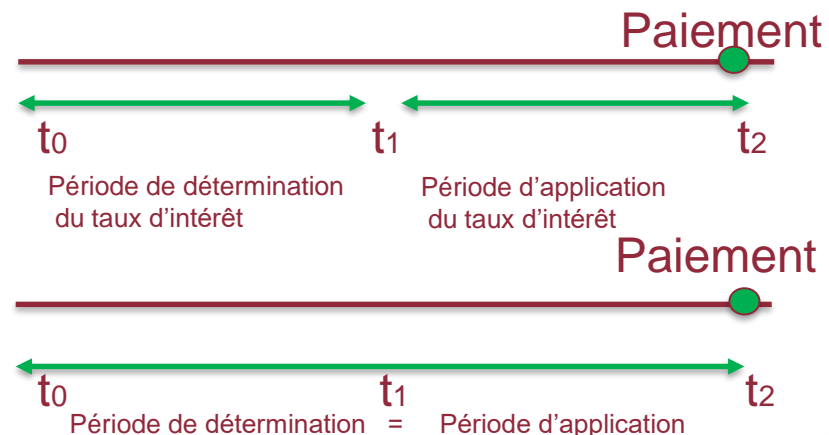 Paiement
t0 t1 t2
Période de détermination Période d'application
du taux d'intérêt du taux d'intérêt
Paiement
t0 t1 t2
Période de détermination = Période d'application